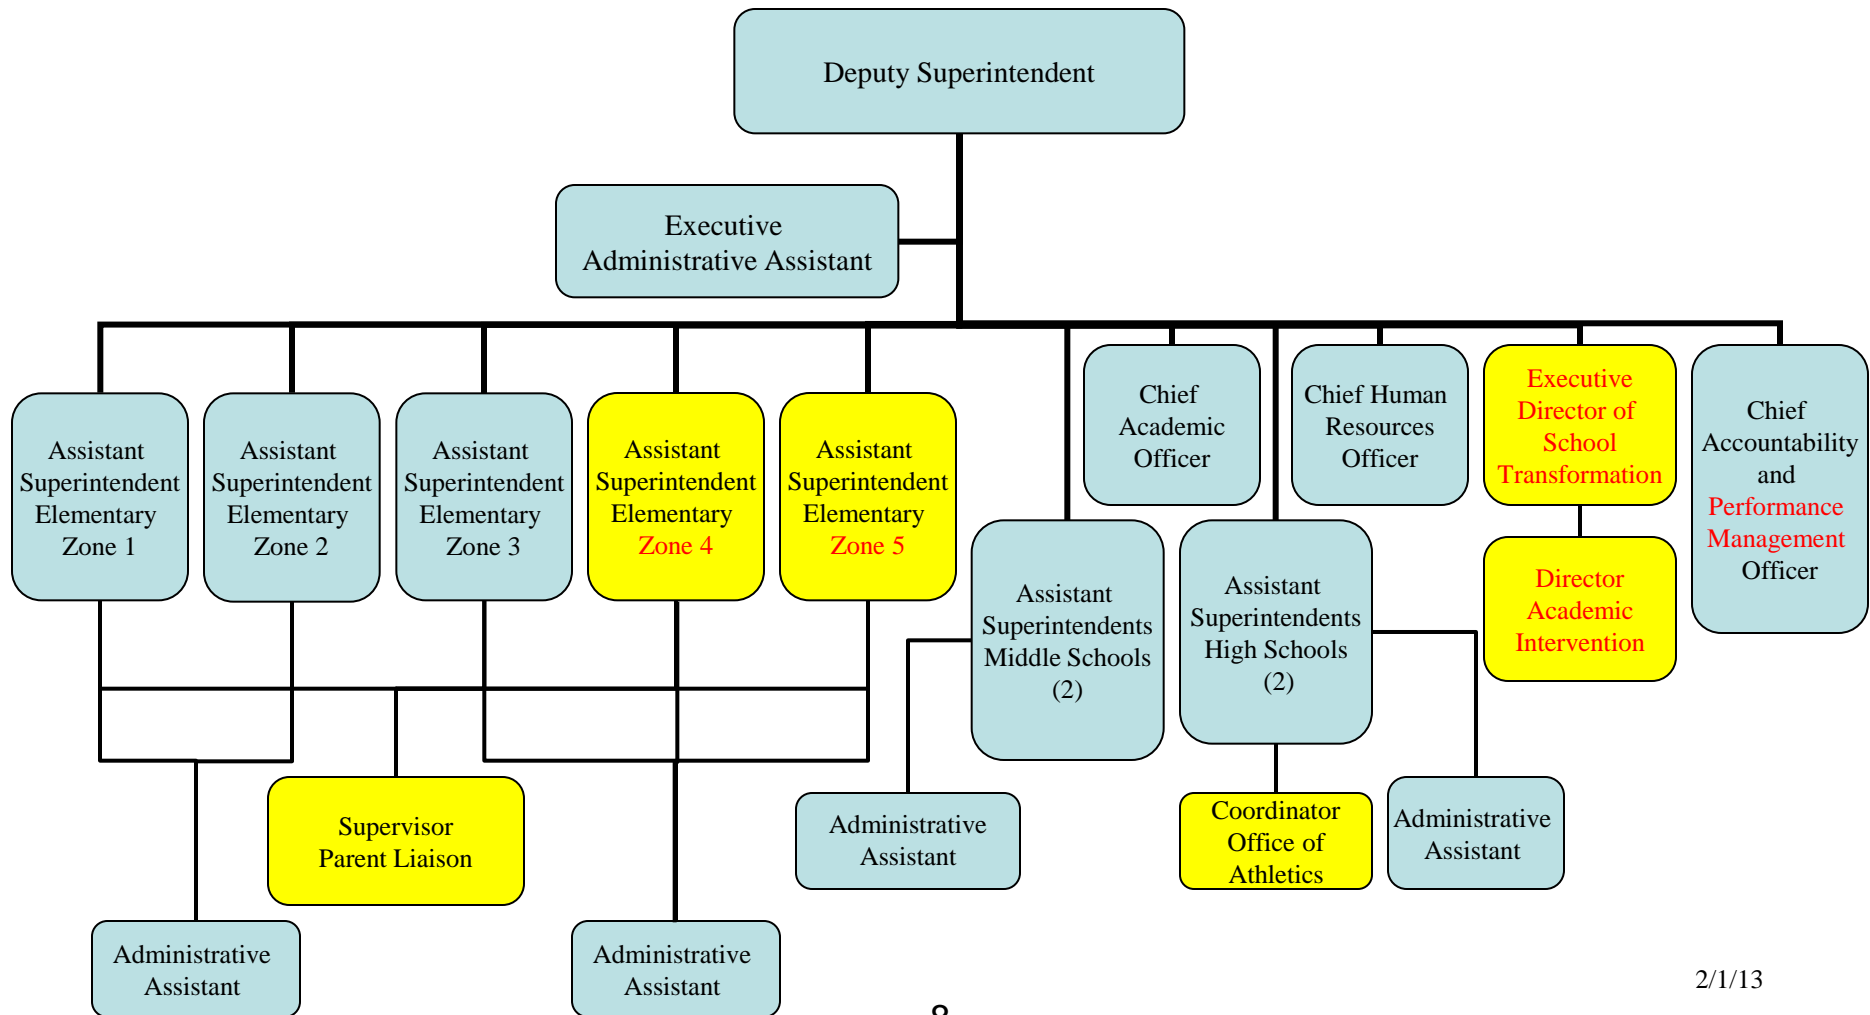 Deputy Superintendent
Executive
Administrative Assistant
Assistant
Superintendent
Elementary
Zone 1
Assistant
Superintendent
Elementary
Zone 2
Assistant
Superintendent
Elementary
Zone 3
Assistant
Superintendent
Elementary
Zone 4
Assistant
Superintendent
Elementary
Zone 5
Assistant
Superintendents
Middle Schools
(2)
Chief
Academic
Officer
Assistant
Superintendents
High Schools
(2)
Chief Human
Resources
Officer
Executive
Director of
School
Transformation
Director
Academic
Intervention
Chief
Accountability
and
Performance
Management
Officer
Supervisor
Parent Liaison
Administrative
Assistant
Coordinator
Office of
Athletics
Administrative
Assistant
Administrative
Assistant
Administrative
Assistant
2/1/13